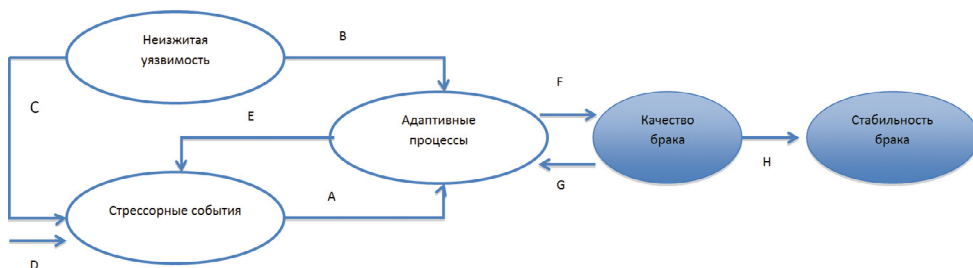 Неизжитая
уязвимость
B
C
E
Адаптивные
процессы
F
G
Качество
брака
H
Стабильность
брака
Стрессорные события
A
D